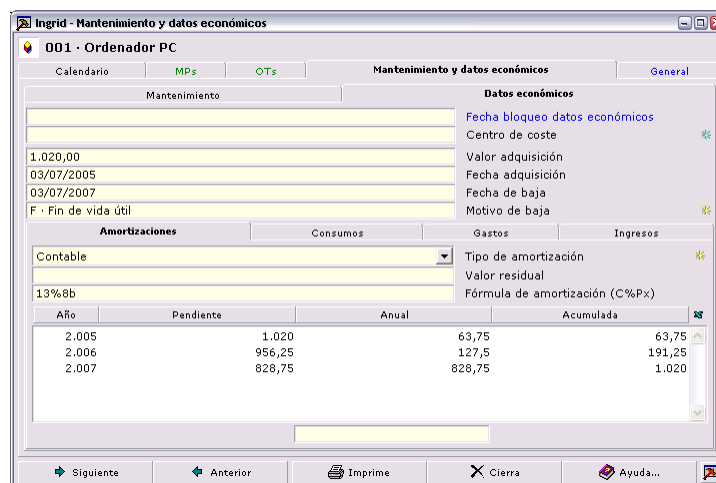 Ingrid - Mantenimiento y datos económicos
001 · Ordenador PC
Calendario MPs OTs Mantenimiento y datos económicos General
Mantenimiento Datos económicos
Fecha bloqueo datos económicos
Centro de coste
1.020,00 Valor adquisición
03/07/2005 Fecha adquisición
03/07/2007 Fecha de baja
F · Fin de vida útil Motivo de baja
Amortizaciones Consumos Gastos Ingresos
Contable Tipo de amortización
Valor residual
13%8b Fórmula de amortización (C%Px)
Año Pendiente Anual Acumulada
2.005 1.020 63,75 63,75
2.006 956,25 127,5 191,25
2.007 828,75 828,75 1.020
Siguiente Anterior Imprime Cierra Ayuda...